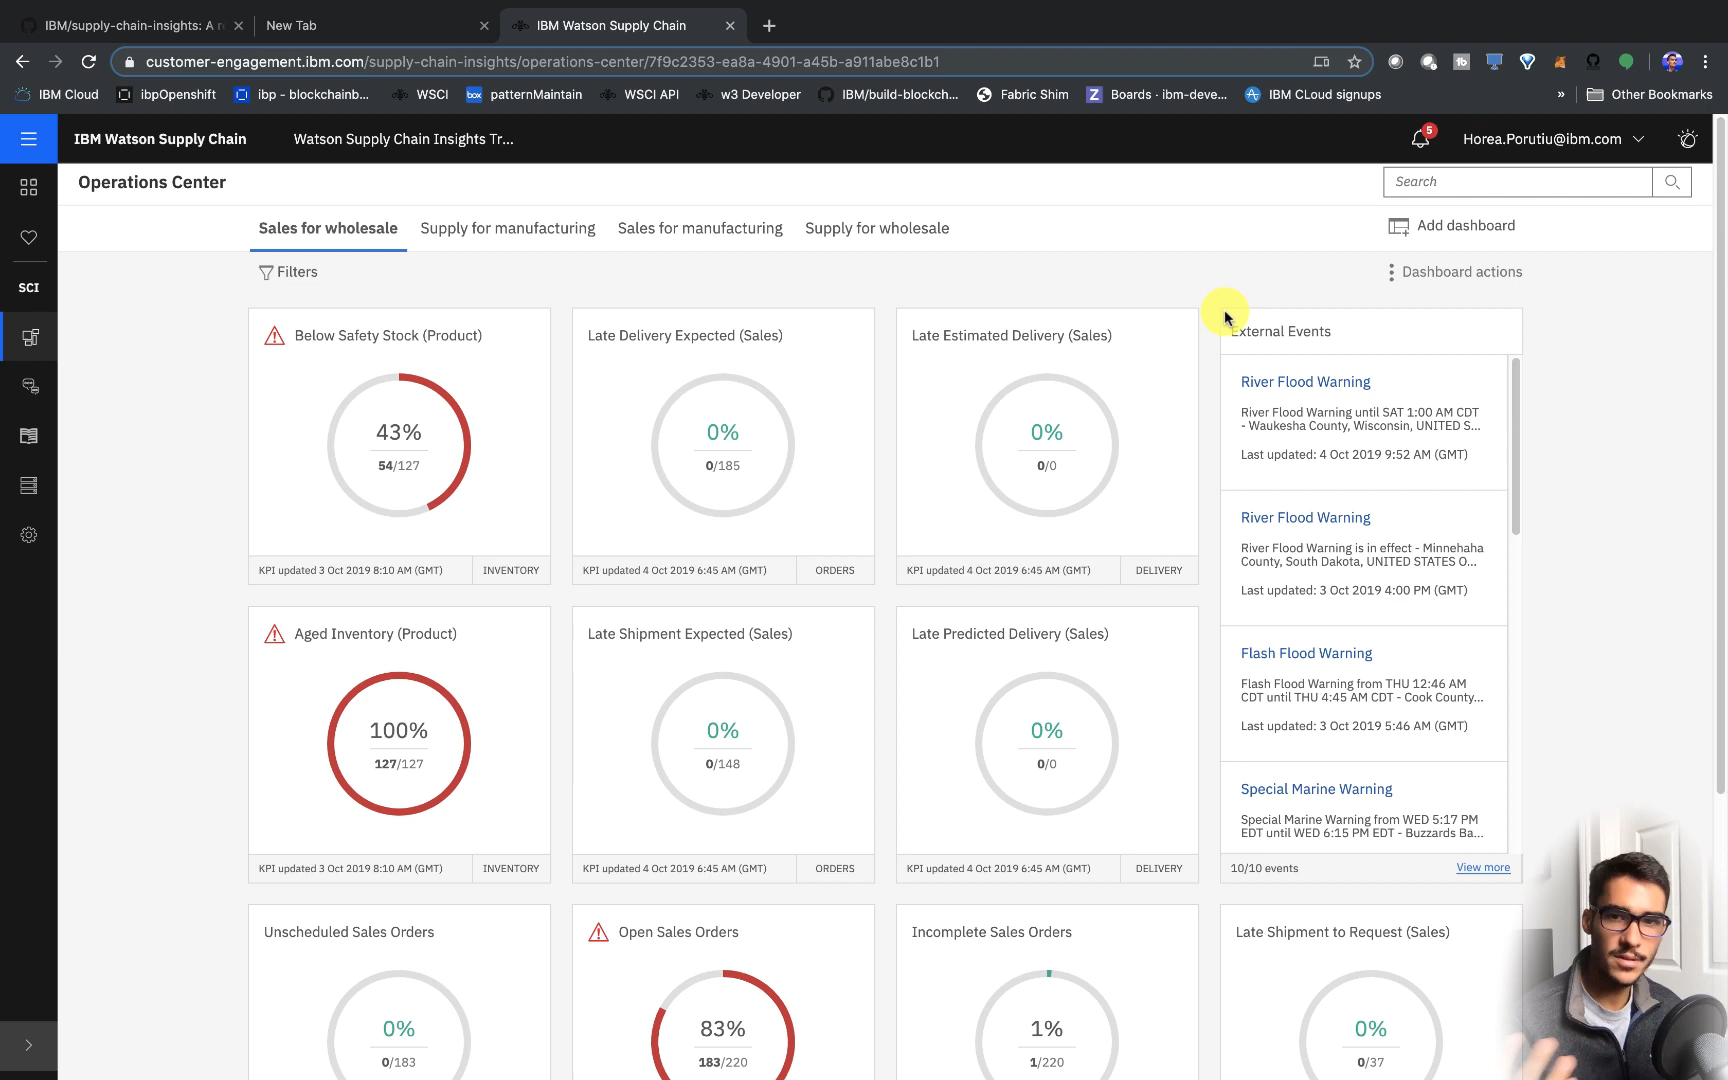 IBM/supply-chain-insights: A r
New Tab
IBM Watson Supply Chain
customer-engagement.ibm.com/supply-chain-insights/operations-center/7f9c2353-ea8a-4901-a45b-a911abe8c1b1
IBM Cloud
ibpOpenshift
ibp - blockchainb...
WSCI
patternMaintain
WSCI API
w3 Developer
IBM/build-blockch...
Fabric Shim
Boards · ibm-deve...
IBM CLoud signups
»
Other Bookmarks
IBM Watson Supply Chain
Watson Supply Chain Insights Tr...
5
Horea.Porutiu@ibm.com
Operations Center
Search
SCI
Sales for wholesale
Supply for manufacturing
Sales for manufacturing
Supply for wholesale
Add dashboard
Filters
Dashboard actions
Below Safety Stock (Product)
43%
54/127
KPI updated 3 Oct 2019 8:10 AM (GMT)
INVENTORY
Late Delivery Expected (Sales)
0%
0/185
KPI updated 4 Oct 2019 6:45 AM (GMT)
ORDERS
Late Estimated Delivery (Sales)
0%
0/0
KPI updated 4 Oct 2019 6:45 AM (GMT)
DELIVERY
External Events
River Flood Warning
River Flood Warning until SAT 1:00 AM CDT
- Waukesha County, Wisconsin, UNITED S...
Last updated: 4 Oct 2019 9:52 AM (GMT)
River Flood Warning
River Flood Warning is in effect - Minnehaha
County, South Dakota, UNITED STATES O...
Last updated: 3 Oct 2019 4:00 PM (GMT)
Flash Flood Warning
Flash Flood Warning from THU 12:46 AM
CDT until THU 4:45 AM CDT - Cook County...
Last updated: 3 Oct 2019 5:46 AM (GMT)
Special Marine Warning
Special Marine Warning from WED 5:17 PM
EDT until WED 6:15 PM EDT - Buzzards Ba...
10/10 events
View more
Aged Inventory (Product)
100%
127/127
KPI updated 3 Oct 2019 8:10 AM (GMT)
INVENTORY
Late Shipment Expected (Sales)
0%
0/148
KPI updated 4 Oct 2019 6:45 AM (GMT)
ORDERS
Late Predicted Delivery (Sales)
0%
0/0
KPI updated 4 Oct 2019 6:45 AM (GMT)
DELIVERY
Unscheduled Sales Orders
0%
0/183
Open Sales Orders
83%
183/220
Incomplete Sales Orders
1%
1/220
Late Shipment to Request (Sales)
0%
0/37